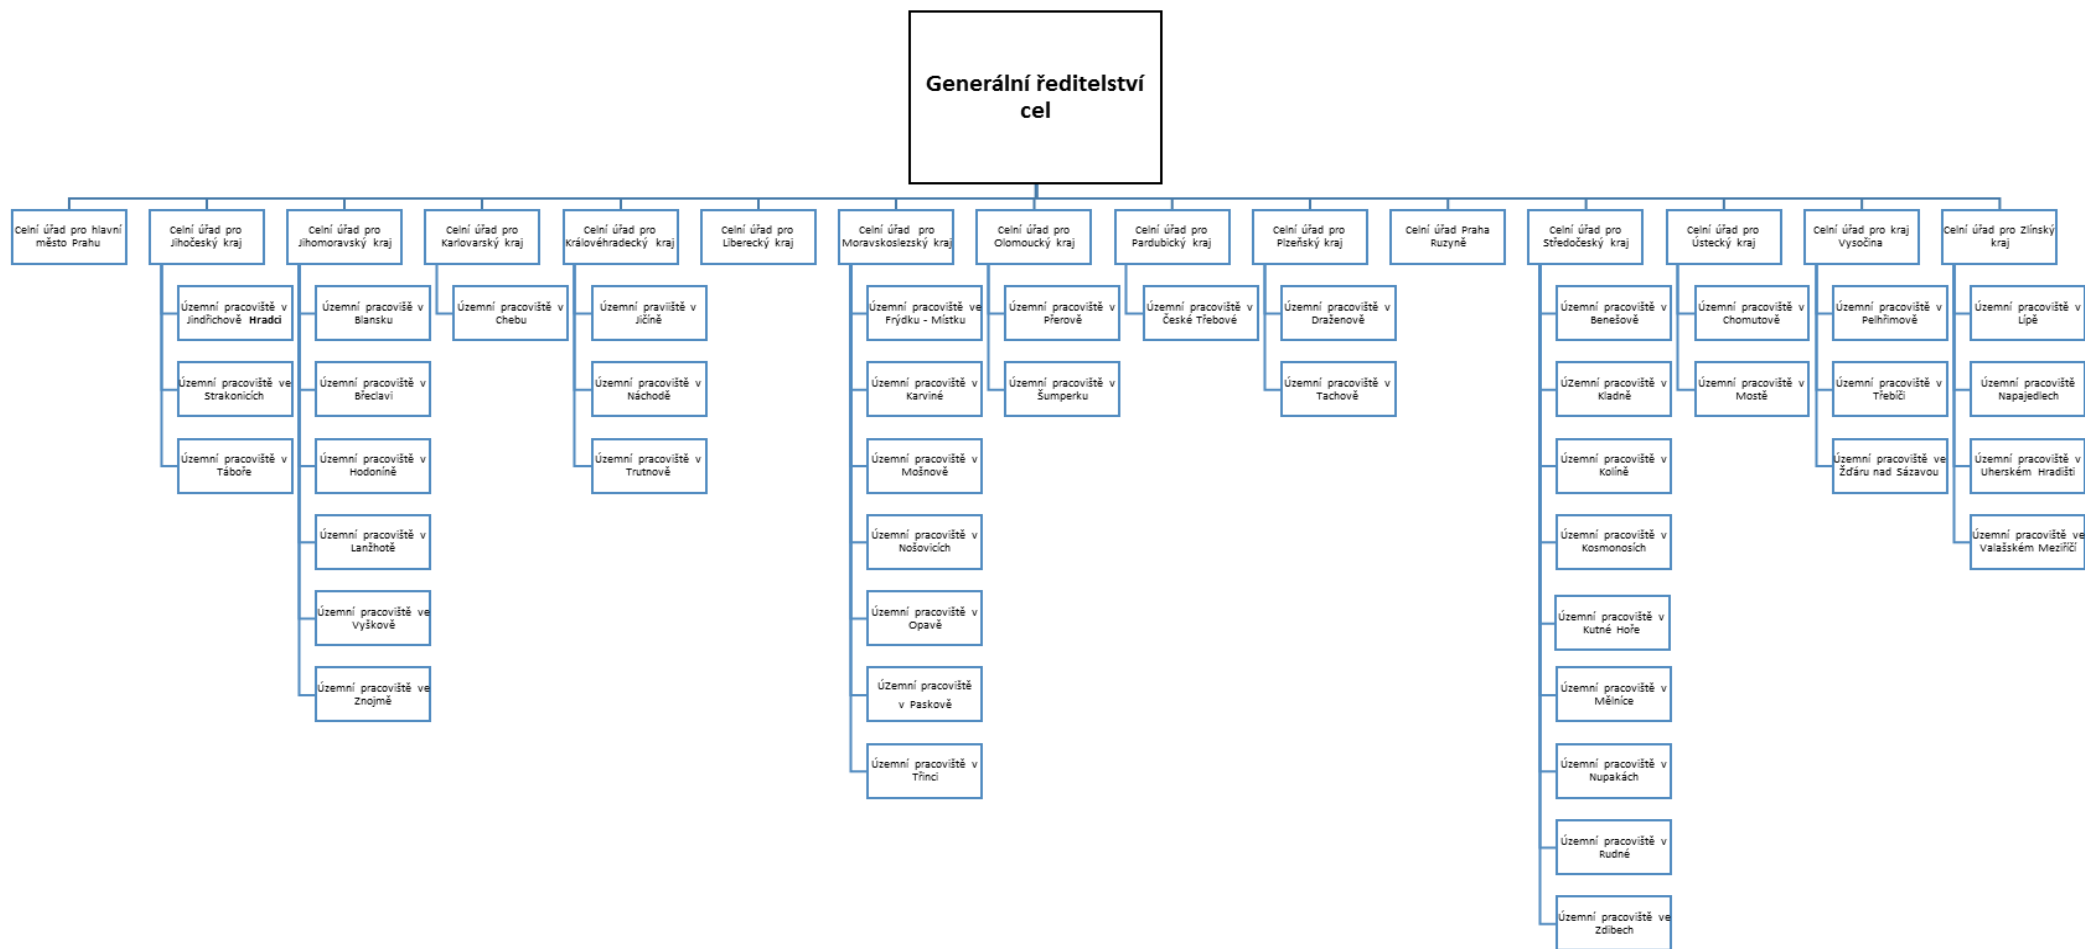 Generální ředitelství
cel
Celní úřad pro hlavní
město Prahu
Celní úřad pro
Jihočeský kraj
Celní úřad pro
Jihomoravský kraj
Celní úřad pro
Karlovarský kraj
Celní úřad pro
Královéhradecký kraj
Celní úřad pro
Liberecký kraj
Celní úřad pro
Moravskoslezský kraj
Celní úřad pro
Olomoucký kraj
Celní úřad pro
Pardubický kraj
Celní úřad pro
Plzeňský kraj
Celní úřad Praha
Ruzyně
Celní úřad pro
Středočeský kraj
Celní úřad pro
Ústecký kraj
Celní úřad pro kraj
Vysočina
Celní úřad pro Zlínský
kraj
Územní pracoviště v
Jindřichově Hradci
Územní pracoviště ve
Strakonicích
Územní pracoviště v
Táboře
Územní pracovišě v
Blansku
Územní pracoviště v
Břeclavi
Územní pracoviště v
Hodoníně
Územní pracoviště v
Lanžhotě
Územní pracoviště ve
Vyškově
Územní pracoviště ve
Znojmě
Územní pracoviště v
Chebu
Územní praviiště v
Jičíně
Územní pracoviště v
Náchodě
Územní pracoviště v
Trutnově
Územní pracoviště ve
Frýdku - Místku
Územní pracoviště v
Karviné
Územní pracoviště v
Mošnově
Územní pracoviště v
Nošovicích
Územní pracoviště v
Opavě
ÚZemní pracoviště
v Paskově
Územní pracoviště v
Třinci
Územní pracoviště v
Přerově
Územní pracoviště v
Šumperku
Územní pracoviště v
České Třebové
Územní pracoviště v
Draženově
Územní pracoviště v
Tachově
Územní pracoviště v
Benešově
ÚZemní pracoviště v
Kladně
Územní pracoviště v
Kolíně
Územní pracoviště v
Kosmonosích
Územní pracoviště v
Kutné Hoře
Územní pracoviště v
Mělníce
Územní pracoviště v
Nupakách
Územní pracoviště v
Rudné
Územní pracoviště ve
Zdibech
Územní pracoviště v
Chomutově
Územní pracoviště v
Mostě
Územní pracoviště v
Pelhřimově
Územní pracoviště v
Třebíči
Územní pracoviště ve
Žďáru nad Sázavou
Územní pracoviště v
Lípě
Územní pracoviště
Napajedlech
Územní pracoviště v
Uherském Hradišti
Územní pracoviště ve
Valašském Meziříčí